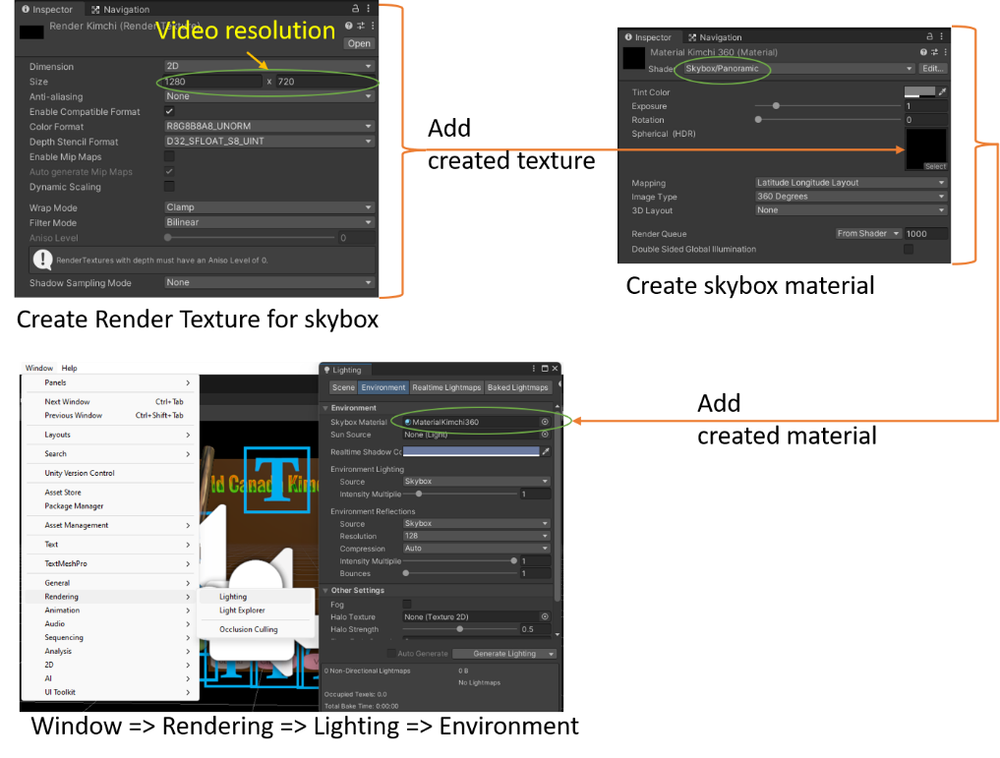 Inspector Navigation
Render Kimchi (Render Texture)
Video resolution
Open
Dimension 2D
Size 1280 x 720
Anti-aliasing None
Enable Compatible Format
Color Format R8G8B8A8_UNORM
Depth Stencil Format D32_SFLOAT_S8_UINT
Enable Mip Maps
Auto generate Mip Maps
Dynamic Scaling
Wrap Mode Clamp
Filter Mode Bilinear
Aniso Level 0
RenderTextures with depth must have an Aniso Level of 0.
Shadow Sampling Mode None
Create Render Texture for skybox
Add
created texture
Inspector Navigation
Material Kimchi 360 (Material)
Shade Skybox/Panoramic Edit...
Tint Color
Exposure 1
Rotation 0
Spherical (HDR)
Select
Mapping Latitude Longitude Layout
Image Type 360 Degrees
3D Layout None
Render Queue From Shader 1000
Double Sided Global Illumination
Create skybox material
Add
created material
Window Help
Panels
Next Window Ctrl+Tab
Previous Window Ctrl+Shift+Tab
Layouts
Search
Unity Version Control
Asset Store
Package Manager
Asset Management
Text
TextMeshPro
General
Rendering
Animation
Audio
Sequencing
Analysis
2D
AI
UI Toolkit
Lighting
Light Explorer
Occlusion Culling
ld Canada Kim
T
Lighting
Scene Environment Realtime Lightmaps Baked Lightmaps
Environment
Skybox Material MaterialKimchi360
Sun Source None (Light)
Realtime Shadow Co
Environment Lighting
Source Skybox
Intensity Multiplie 1
Environment Reflections
Source Skybox
Resolution 128
Compression Auto
Intensity Multiplie 1
Bounces 1
Other Settings
Fog
Halo Texture None (Texture 2D)
Halo Strength 0.5
Auto Generate Generate Lighting
0 Non-Directional Lightmaps 0 B
No Lightmaps
Occupied Texels: 0.0
Total Bake Time: 0:00:00
Window => Rendering => Lighting => Environment